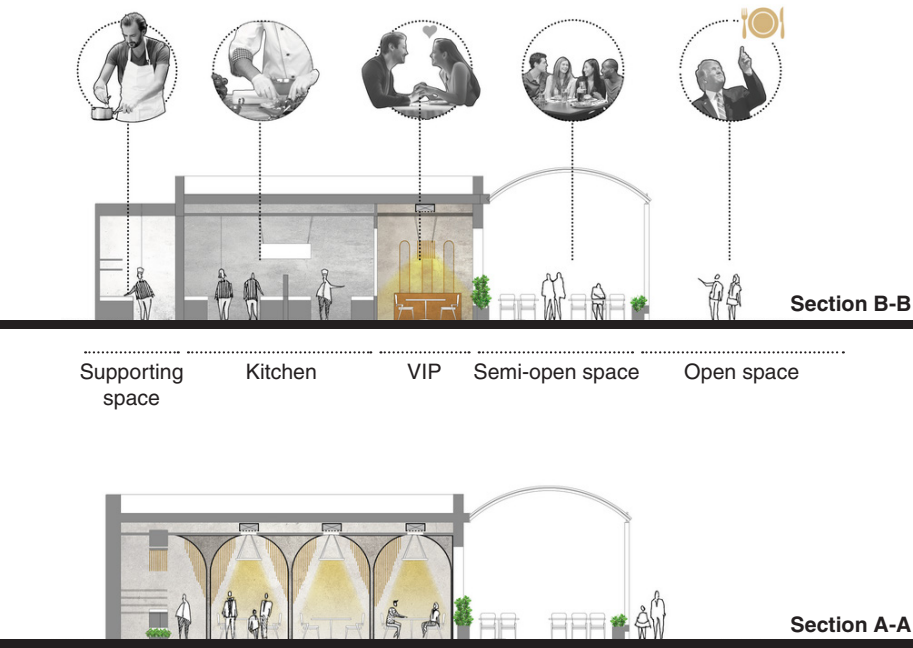 Section B-B
Supporting
space
Kitchen
VIP
Semi-open space
Open space
Section A-A